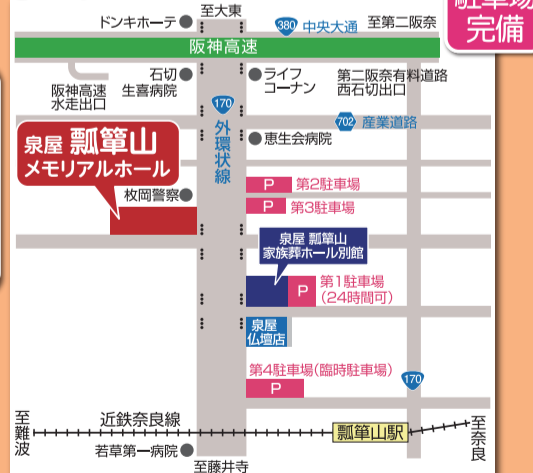 至大東
駐車場
完備
ドンキホーテ
380 中央大通
至第二阪奈
阪神高速
阪神高速
水走出口
石切
生喜病院
ライフ
コーナン
第二阪奈有料道路
西石切出口
170
外環状線
702 産業道路
恵生会病院
泉屋 瓢箪山
メモリアルホール
枚岡警察
P 第2駐車場
P 第3駐車場
泉屋 瓢箪山
家族葬ホール別館
P 第1駐車場
(24時間可)
泉屋
仏壇店
第4駐車場(臨時駐車場)
P
170
至難波
近鉄奈良線
瓢箪山駅
至奈良
若草第一病院
至藤井寺